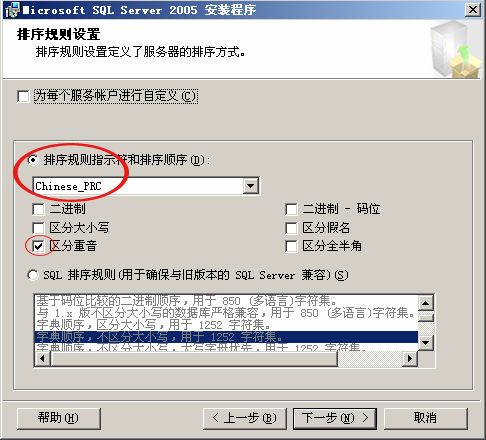 Microsoft SQL Server 2005 安装程序
排序规则设置
排序规则设置定义了服务器的排序方式。
为每个服务帐户进行自定义(C)
排序规则指示符和排序顺序(D):
Chinese_PRC
二进制
二进制 - 码位
区分大小写
区分假名
区分重音
区分全半角
SQL 排序规则(用于确保与旧版本的 SQL Server 兼容)(S)
基于码位比较的二进制顺序，用于 850 (多语言)字符集。
与 1.x 版不区分大小写的数据库严格兼容，用于 850 (多语言)字符集。
字典顺序，区分大小写，用于 1252 字符集。
字典顺序，不区分大小写，用于 1252 字符集。
字典顺序，不区分大小写，大写字母优先，用于 1252 字符集。
帮助(H)
< 上一步(B)
下一步(N) >
取消